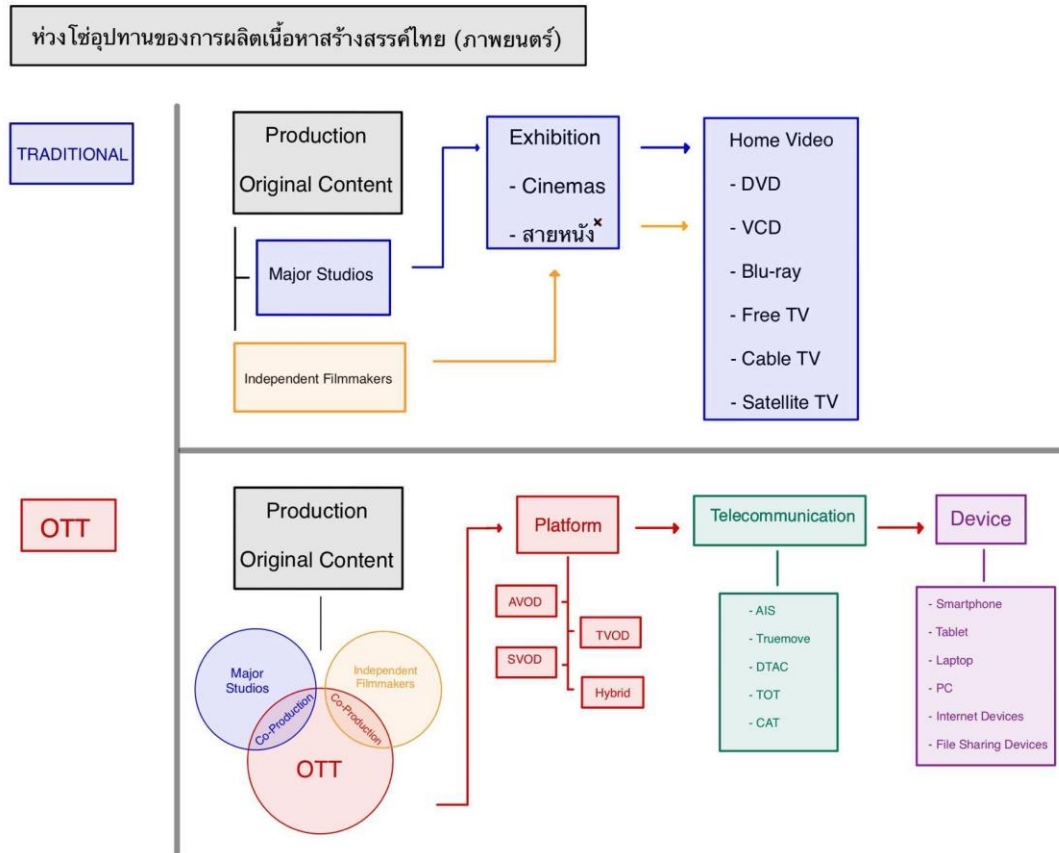 ห่วงโซ่อุปทานของการผลิตเนื้อหาสร้างสรรค์ไทย (ภาพยนตร์)
TRADITIONAL
Production
Original Content
Major Studios
Independent Filmmakers
Exhibition
- Cinemas
- สายหนัง×
Home Video
- DVD
- VCD
- Blu-ray
- Free TV
- Cable TV
- Satellite TV
OTT
Production
Original Content
Major
Studios
Independent
Filmmakers
Co-Production
Co-Production
OTT
Platform
AVOD
TVOD
SVOD
Hybrid
Telecommunication
- AIS
- Truemove
- DTAC
- TOT
- CAT
Device
- Smartphone
- Tablet
- Laptop
- PC
- Internet Devices
- File Sharing Devices